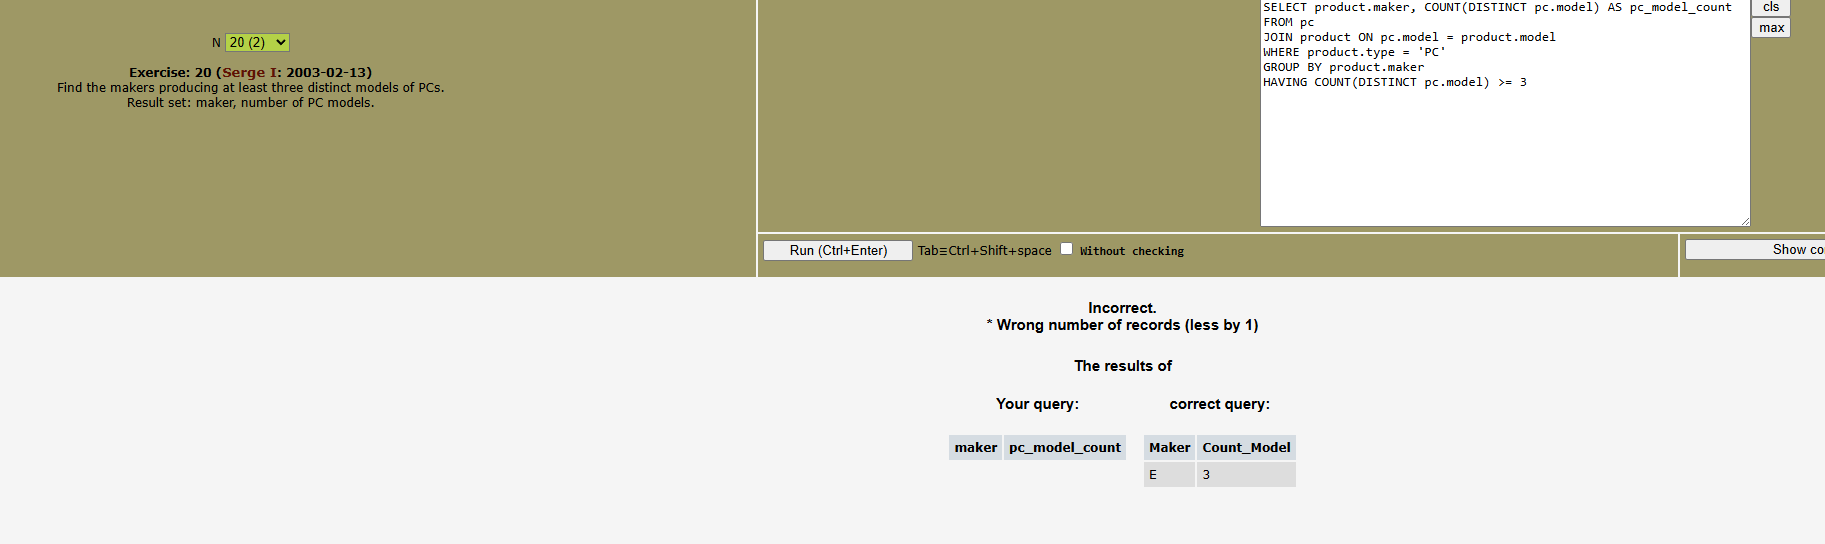 N 20 (2)
Exercise: 20 (Serge I: 2003-02-13)
Find the makers producing at least three distinct models of PCs.
Result set: maker, number of PC models.
SELECT product.maker, COUNT(DISTINCT pc.model) AS pc_model_count
FROM pc
JOIN product ON pc.model = product.model
WHERE product.type = 'PC'
GROUP BY product.maker
HAVING COUNT(DISTINCT pc.model) >= 3
cls
max
Run (Ctrl+Enter) Tab≡Ctrl+Shift+space Without checking
Show co
Incorrect.
* Wrong number of records (less by 1)
The results of
Your query: correct query:
maker pc_model_count Maker Count_Model
E 3